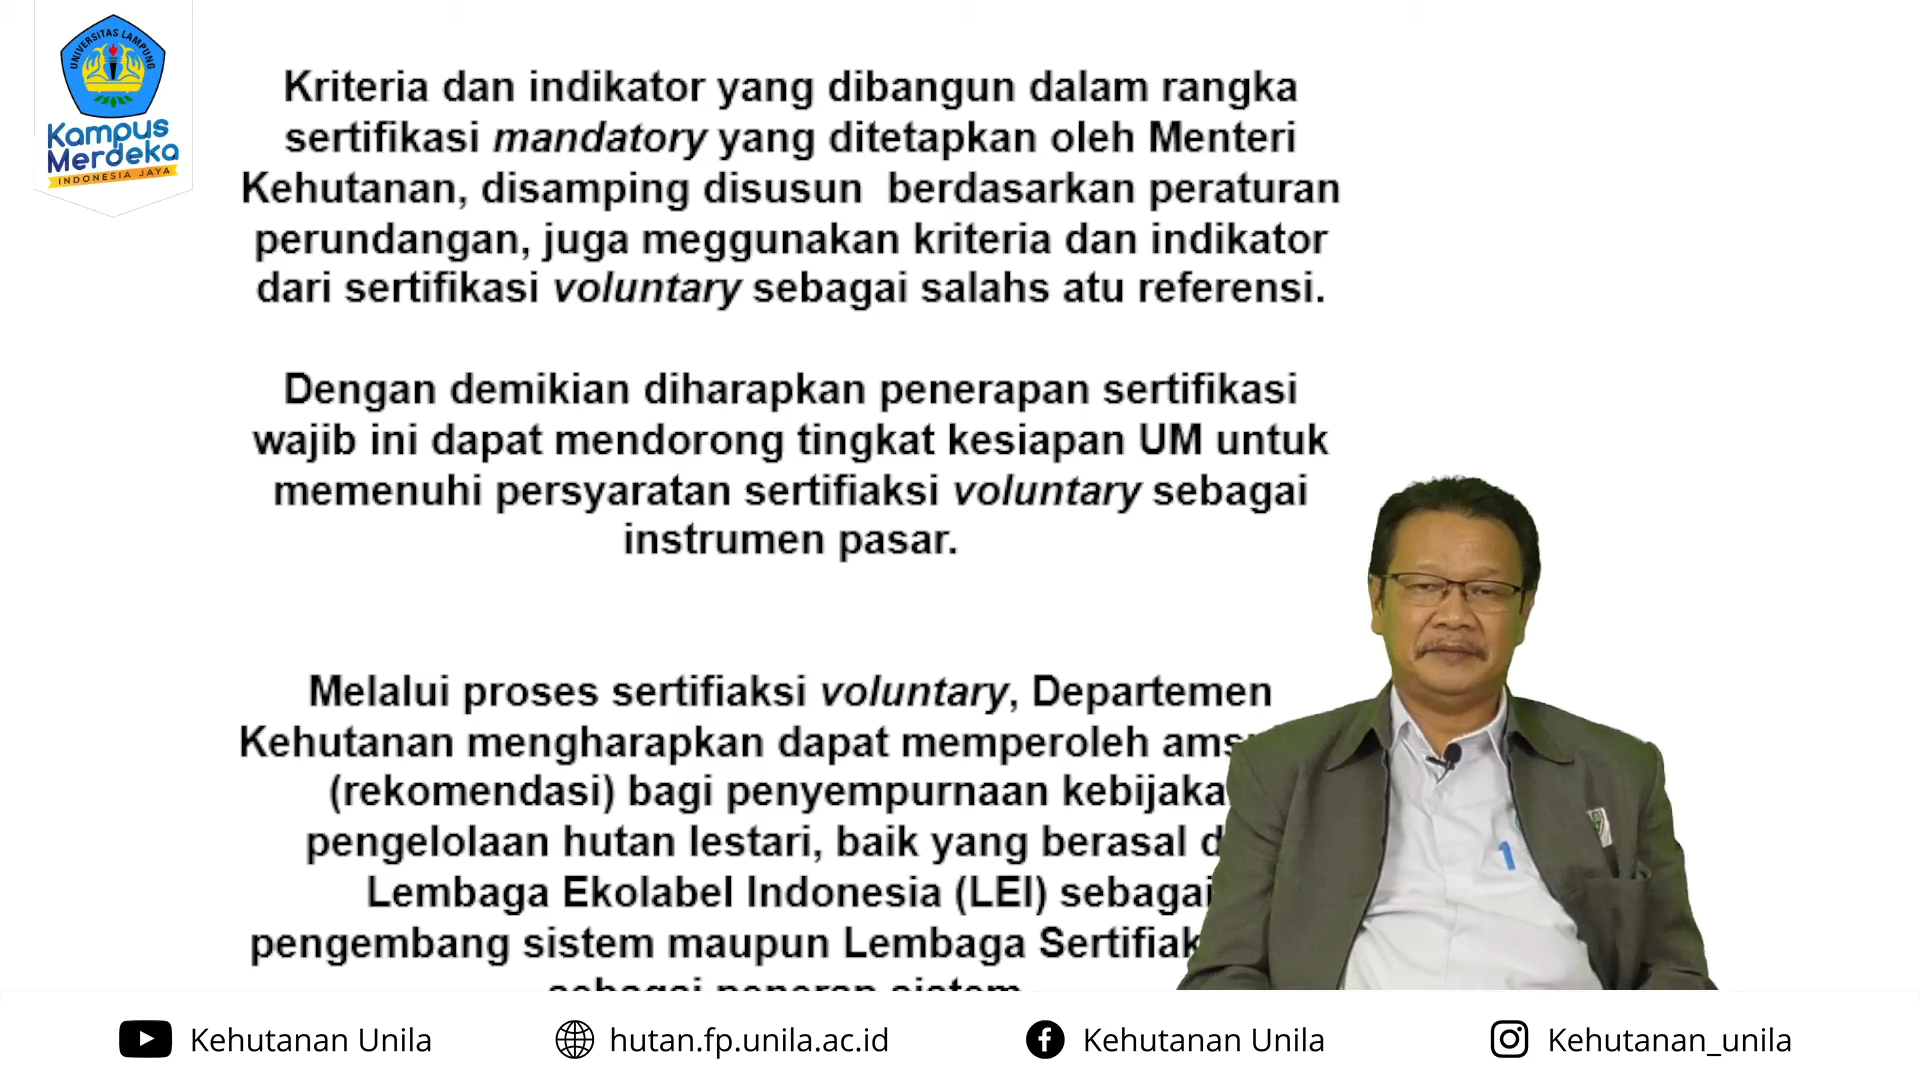 UNIVERSITAS LAMPUNG
Kampus
Merdeka
INDONESIA JAYA
Kriteria dan indikator yang dibangun dalam rangka
sertifikasi mandatory yang ditetapkan oleh Menteri
Kehutanan, disamping disusun berdasarkan peraturan
perundangan, juga meggunakan kriteria dan indikator
dari sertifikasi voluntary sebagai salahs atu referensi.
Dengan demikian diharapkan penerapan sertifikasi
wajib ini dapat mendorong tingkat kesiapan UM untuk
memenuhi persyaratan sertifiaksi voluntary sebagai
instrumen pasar.
Melalui proses sertifiaksi voluntary, Departemen
Kehutanan mengharapkan dapat memperoleh
(rekomendasi) bagi penyempurnaan
pengelolaan hutan lestari, baik yang berasal
Lembaga Ekolabel Indonesia (LEI) sebagai
pengembang sistem maupun Lembaga
sebagai penerap sistem
Kehutanan Unila
hutan.fp.unila.ac.id
Kehutanan Unila
Kehutanan_unila